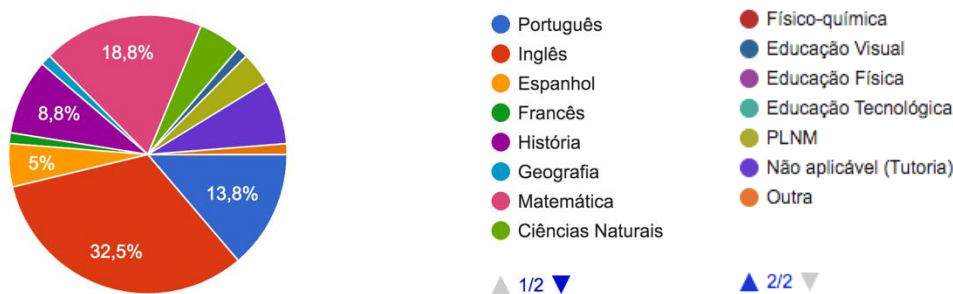 18,8%
8,8%
5%
13,8%
32,5%
Português
Inglês
Espanhol
Francês
História
Geografia
Matemática
Ciências Naturais
1/2
Físico-química
Educação Visual
Educação Física
Educação Tecnológica
PLNM
Não aplicável (Tutoria)
Outra
2/2